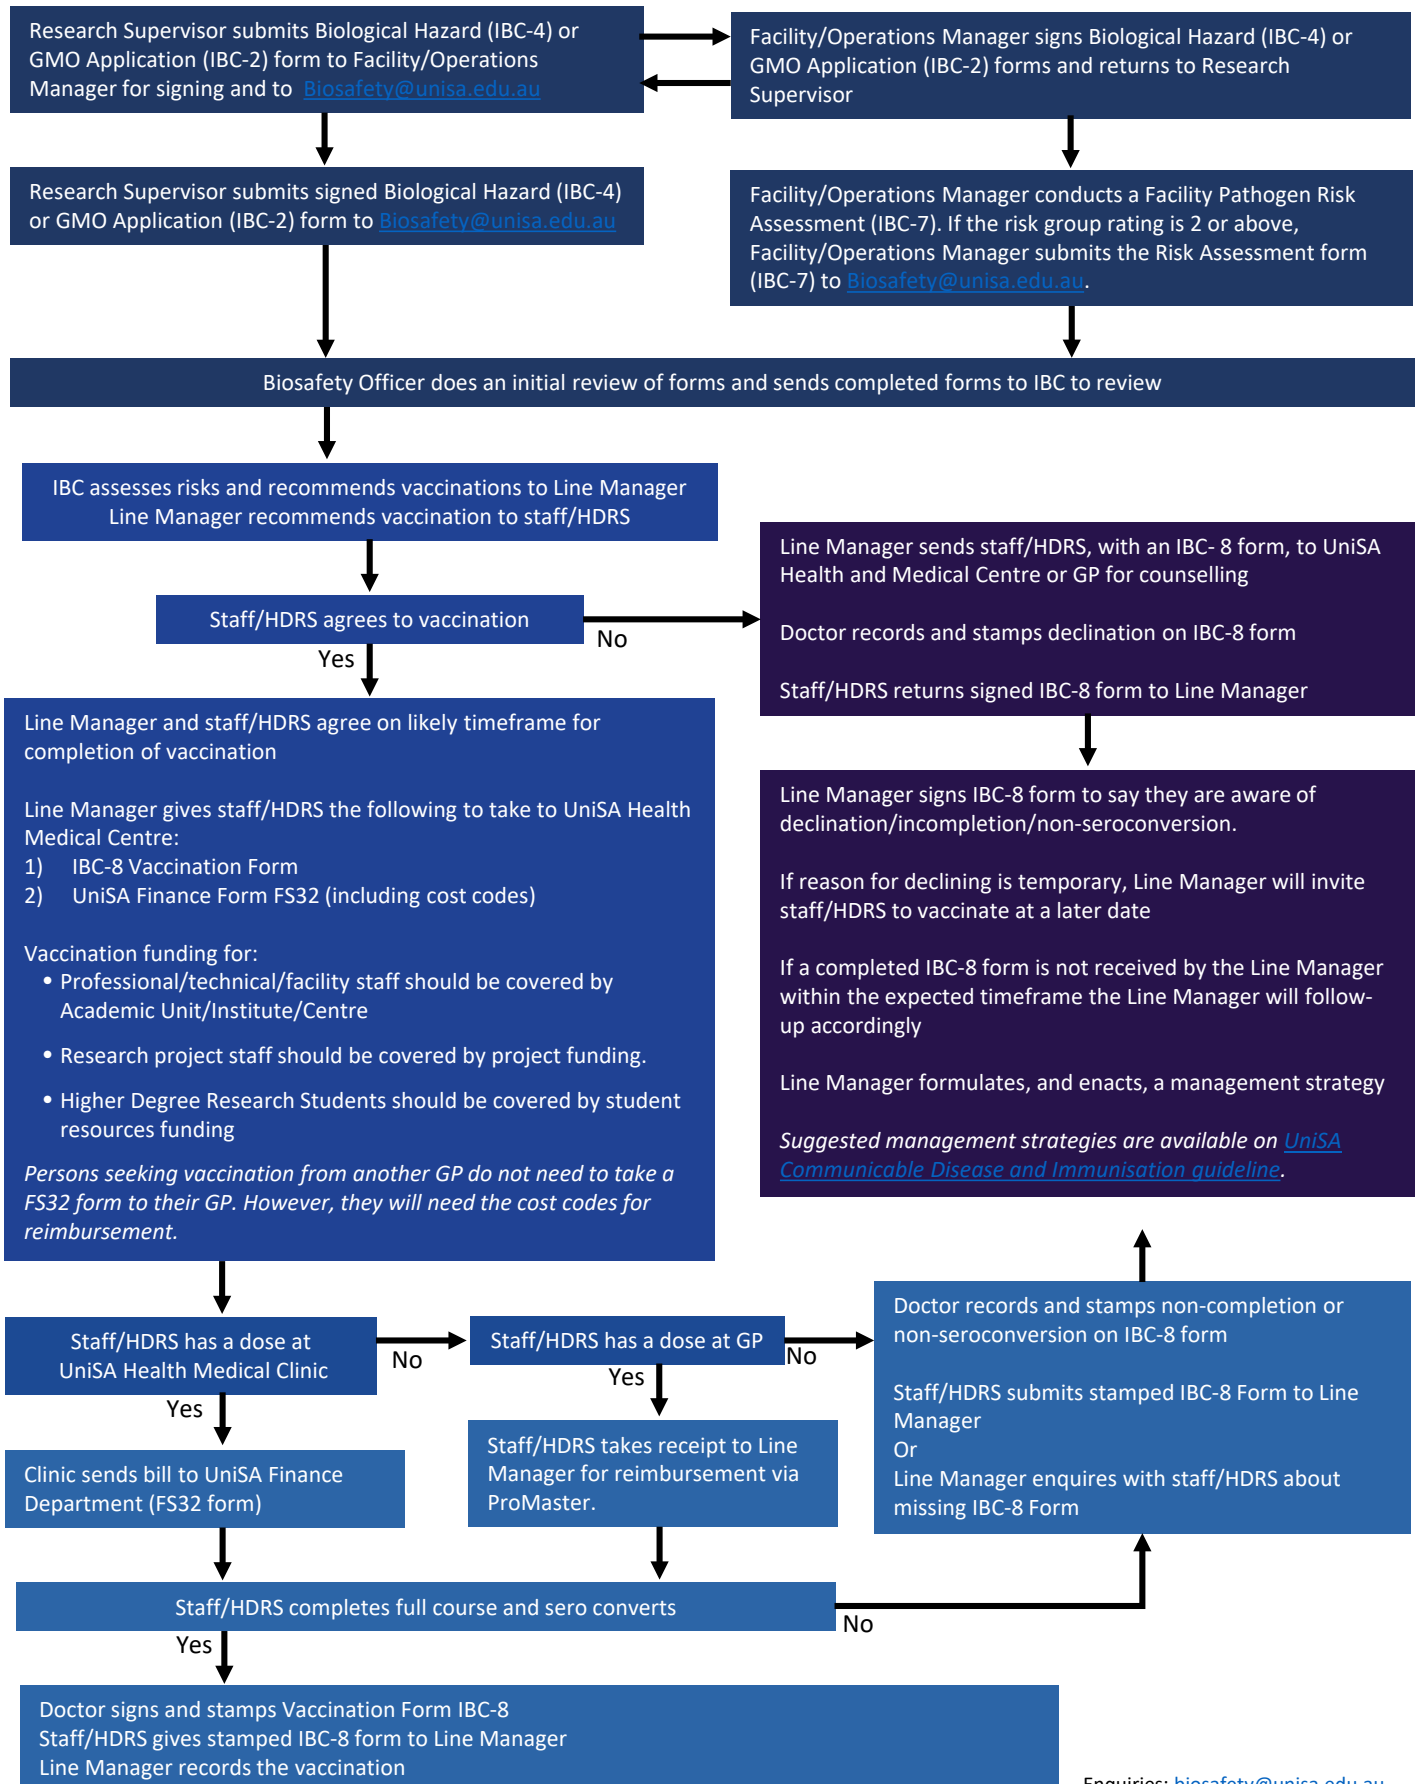 Research Supervisor submits Biological Hazard (IBC-4) or
GMO Application (IBC-2) form to Facility/Operations
Manager for signing and to Biosafety@unisa.edu.au
Facility/Operations Manager signs Biological Hazard (IBC-4) or
GMO Application (IBC-2) forms and returns to Research
Supervisor
Research Supervisor submits signed Biological Hazard (IBC-4)
or GMO Application (IBC-2) form to Biosafety@unisa.edu.au
Facility/Operations Manager conducts a Facility Pathogen Risk
Assessment (IBC-7). If the risk group rating is 2 or above,
Facility/Operations Manager submits the Risk Assessment form
(IBC-7) to Biosafety@unisa.edu.au.
Biosafety Officer does an initial review of forms and sends completed forms to IBC to review
IBC assesses risks and recommends vaccinations to Line Manager
Line Manager recommends vaccination to staff/HDRS
Staff/HDRS agrees to vaccination
No
Yes
Line Manager sends staff/HDRS, with an IBC- 8 form, to UniSA
Health and Medical Centre or GP for counselling
Doctor records and stamps declination on IBC-8 form
Staff/HDRS returns signed IBC-8 form to Line Manager
Line Manager and staff/HDRS agree on likely timeframe for
completion of vaccination
Line Manager gives staff/HDRS the following to take to UniSA Health
Medical Centre:
1) IBC-8 Vaccination Form
2) UniSA Finance Form FS32 (including cost codes)
Vaccination funding for:
• Professional/technical/facility staff should be covered by
Academic Unit/Institute/Centre
• Research project staff should be covered by project funding.
• Higher Degree Research Students should be covered by student
resources funding
Persons seeking vaccination from another GP do not need to take a
FS32 form to their GP. However, they will need the cost codes for
reimbursement.
Line Manager signs IBC-8 form to say they are aware of
declination/incompletion/non-seroconversion.
If reason for declining is temporary, Line Manager will invite
staff/HDRS to vaccinate at a later date
If a completed IBC-8 form is not received by the Line Manager
within the expected timeframe the Line Manager will follow-
up accordingly
Line Manager formulates, and enacts, a management strategy
Suggested management strategies are available on UniSA
Communicable Disease and Immunisation guideline.
Staff/HDRS has a dose at
UniSA Health Medical Clinic
No
Yes
Staff/HDRS has a dose at GP
No
Yes
Doctor records and stamps non-completion or
non-seroconversion on IBC-8 form
Staff/HDRS submits stamped IBC-8 Form to Line
Manager
Or
Line Manager enquires with staff/HDRS about
missing IBC-8 Form
Clinic sends bill to UniSA Finance
Department (FS32 form)
Staff/HDRS takes receipt to Line
Manager for reimbursement via
ProMaster.
Staff/HDRS completes full course and sero converts
No
Yes
Doctor signs and stamps Vaccination Form IBC-8
Staff/HDRS gives stamped IBC-8 form to Line Manager
Line Manager records the vaccination
Enquiries: biosafety@unisa.edu.au